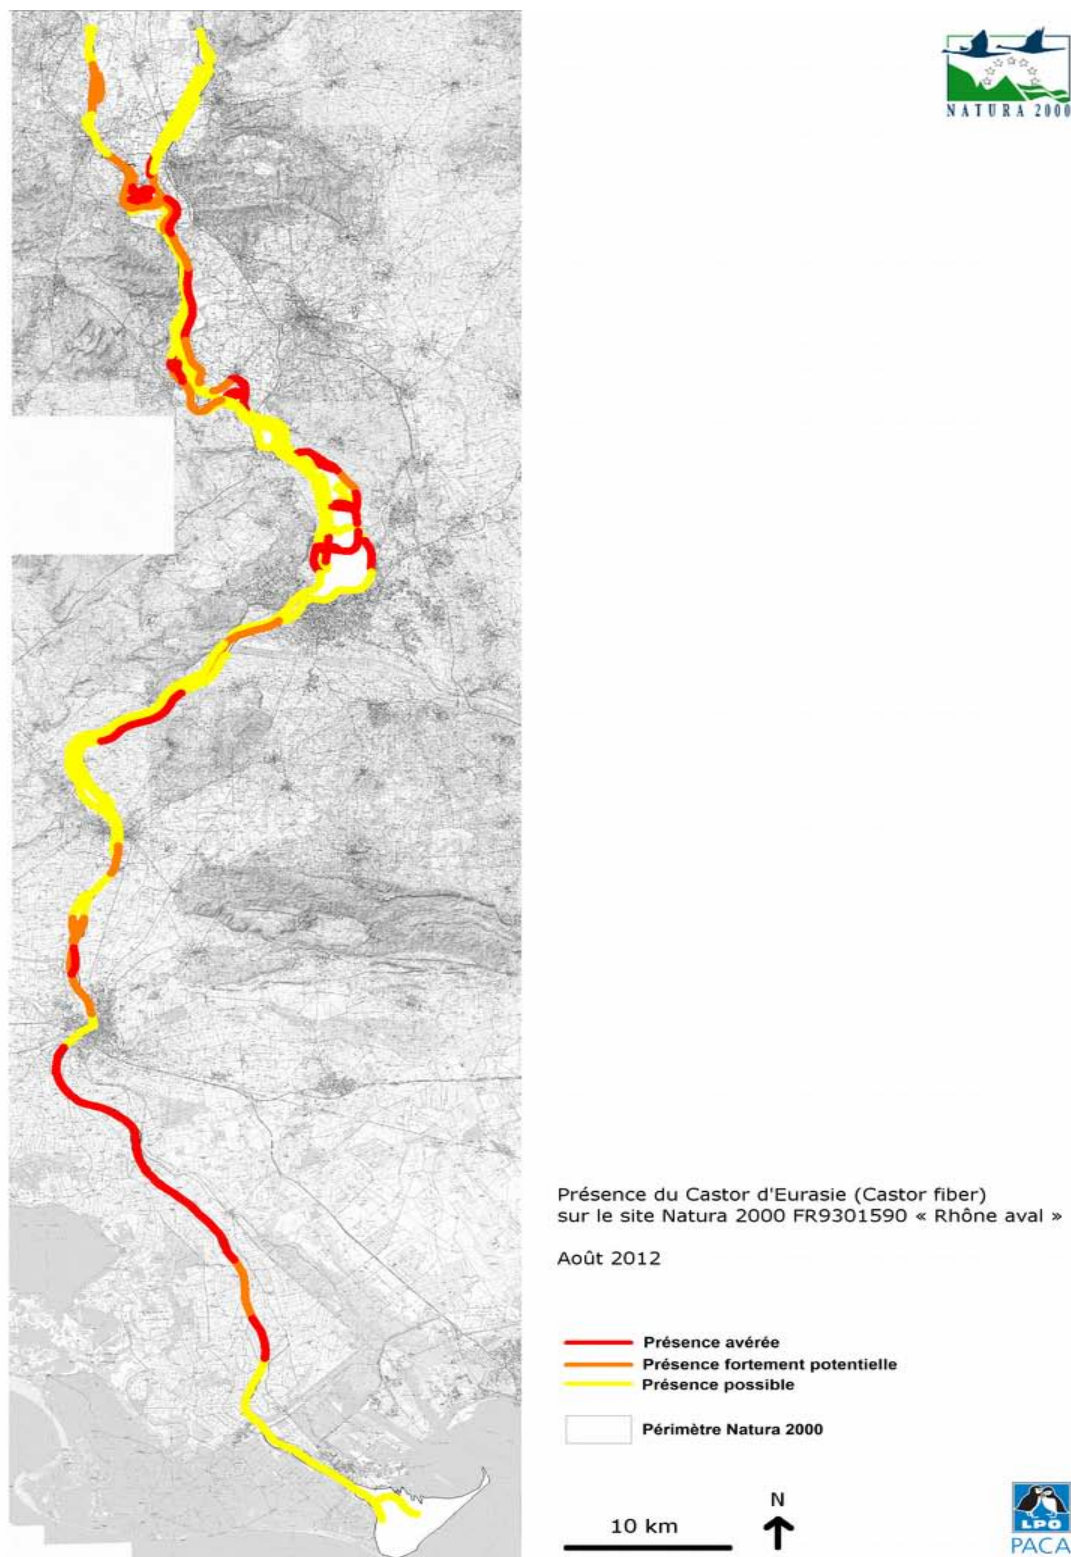 NATURA 2000
Présence du Castor d'Eurasie (Castor fiber)
sur le site Natura 2000 FR9301590 « Rhône aval »
Août 2012
Présence avérée
Présence fortement potentielle
Présence possible
Périmètre Natura 2000
10 km
N
LPO
PACA